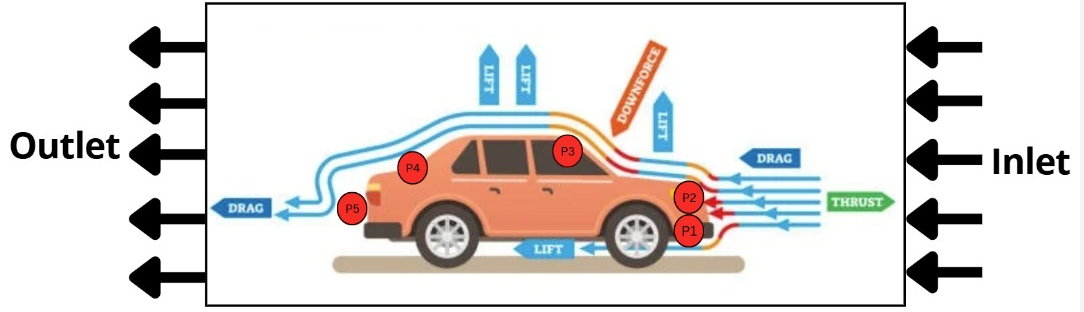 LIFT
LIFT
DOWNFORCE
LIFT
Outlet
Inlet
DRAG
P3
P4
P2
THRUST
P5
DRAG
P1
LIFT